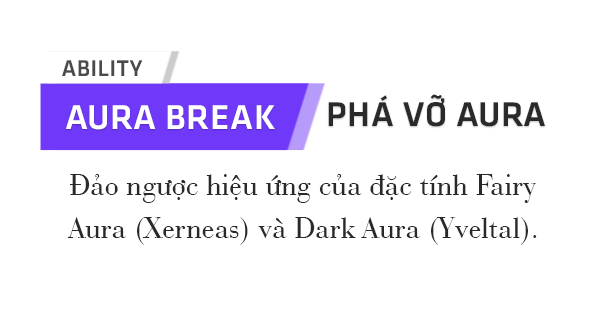 ABILITY
AURA BREAK
PHÁ VỠ AURA
Đảo ngược hiệu ứng của đặc tính Fairy
Aura (Xerneas) và Dark Aura (Yveltal).